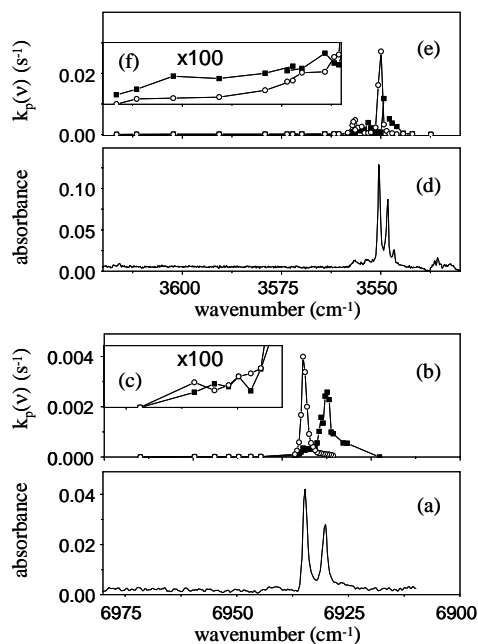 (f) x100 (e)
k_p(ν) (s⁻¹)
0.02
0.00
(d)
absorbance
0.10
0.05
0.00
3600 3575 3550
wavenumber (cm⁻¹)
(c) x100 (b)
k_p(ν) (s⁻¹)
0.004
0.002
0.000
(a)
absorbance
0.04
0.02
0.00
6975 6950 6925 6900
wavenumber (cm⁻¹)